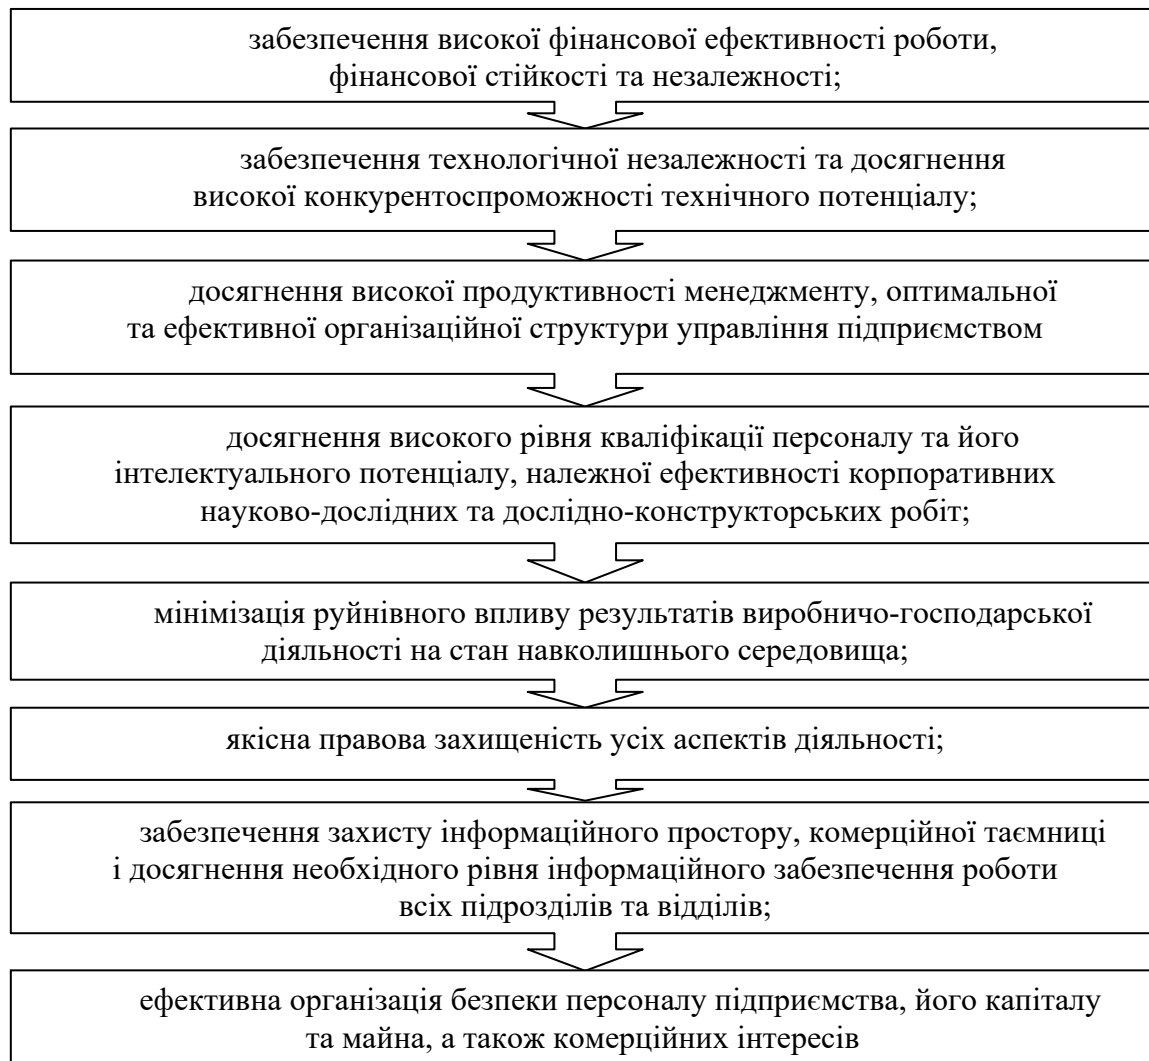 забезпечення високої фінансової ефективності роботи,
фінансової стійкості та незалежності;
забезпечення технологічної незалежності та досягнення
високої конкурентоспроможності технічного потенціалу;
досягнення високої продуктивності менеджменту, оптимальної
та ефективної організаційної структури управління підприємством
досягнення високого рівня кваліфікації персоналу та його
інтелектуального потенціалу, належної ефективності корпоративних
науково-дослідних та дослідно-конструкторських робіт;
мінімізація руйнівного впливу результатів виробничо-господарської
діяльності на стан навколишнього середовища;
якісна правова захищеність усіх аспектів діяльності;
забезпечення захисту інформаційного простору, комерційної таємниці
і досягнення необхідного рівня інформаційного забезпечення роботи
всіх підрозділів та відділів;
ефективна організація безпеки персоналу підприємства, його капіталу
та майна, а також комерційних інтересів